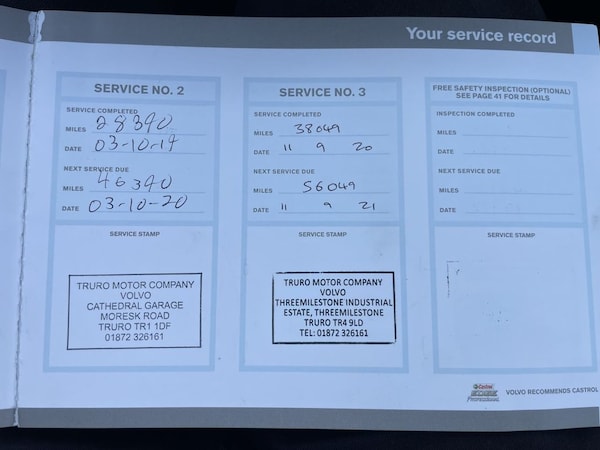 Your service record
SERVICE NO. 2
SERVICE COMPLETED
MILES 28390
DATE 03-10-19
NEXT SERVICE DUE
MILES 46390
DATE 03-10-20
SERVICE STAMP
TRURO MOTOR COMPANY
VOLVO
CATHEDRAL GARAGE
MORESK ROAD
TRURO TR1 1DF
01872 326161
SERVICE NO. 3
SERVICE COMPLETED
MILES 38049
DATE 11 9 20
NEXT SERVICE DUE
MILES 56049
DATE 11 9 21
SERVICE STAMP
TRURO MOTOR COMPANY
VOLVO
THREEMILESTONE INDUSTRIAL
ESTATE, THREEMILESTONE
TRURO TR4 9LD
TEL: 01872 326161
FREE SAFETY INSPECTION (OPTIONAL)
SEE PAGE 41 FOR DETAILS
INSPECTION COMPLETED
MILES
DATE
NEXT SERVICE DUE
MILES
DATE
SERVICE STAMP
Castrol
EDGE
Professional
VOLVO RECOMMENDS CASTROL